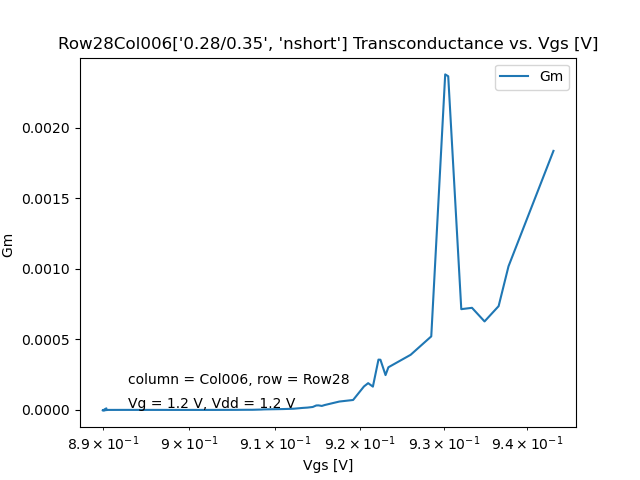 Row28Col006['0.28/0.35', 'nshort'] Transconductance vs. Vgs [V]
Gm
0.0020
0.0015
0.0010
0.0005
0.0000
Gm
column = Col006, row = Row28
Vg = 1.2 V, Vdd = 1.2 V
8.9 × 10⁻¹ 9 × 10⁻¹ 9.1 × 10⁻¹ 9.2 × 10⁻¹ 9.3 × 10⁻¹ 9.4 × 10⁻¹
Vgs [V]